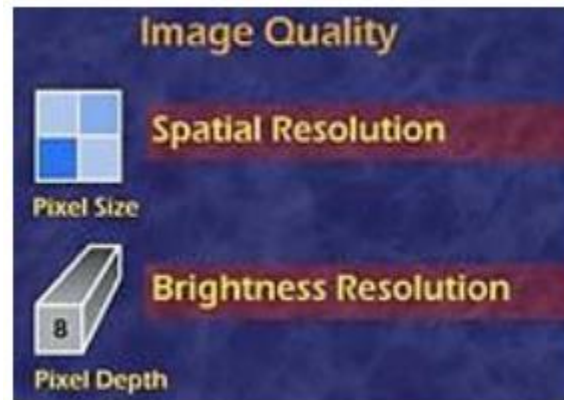 Image Quality
Spatial Resolution
Pixel Size
Brightness Resolution
8
Pixel Depth